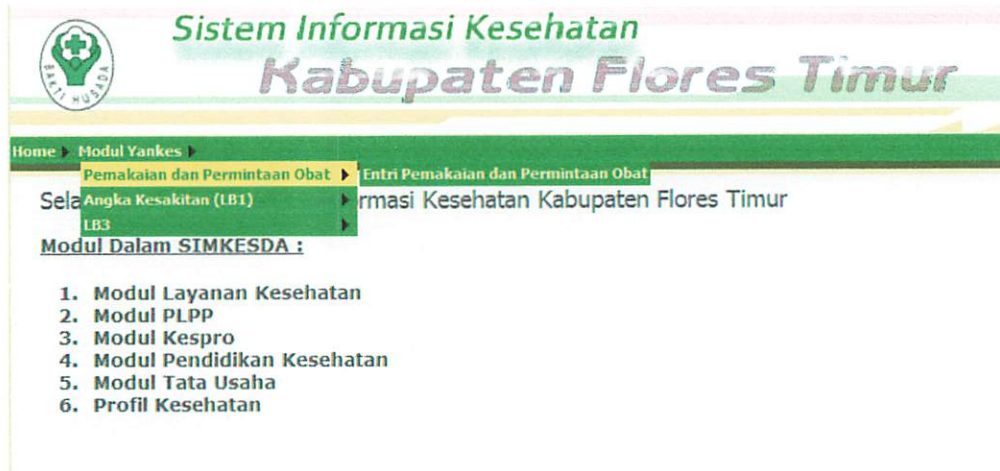 Sistem Informasi Kesehatan
Kabupaten Flores Timur
BAKTI HUSADA
Home Modul Yankes
Pemakaian dan Permintaan Obat Entri Pemakaian dan Permintaan Obat
Sela rmasi Kesehatan Kabupaten Flores Timur
Angka Kesakitan (LB1)
LB3
Modul Dalam SIMKESDA :
1. Modul Layanan Kesehatan
2. Modul PLPP
3. Modul Kespro
4. Modul Pendidikan Kesehatan
5. Modul Tata Usaha
6. Profil Kesehatan